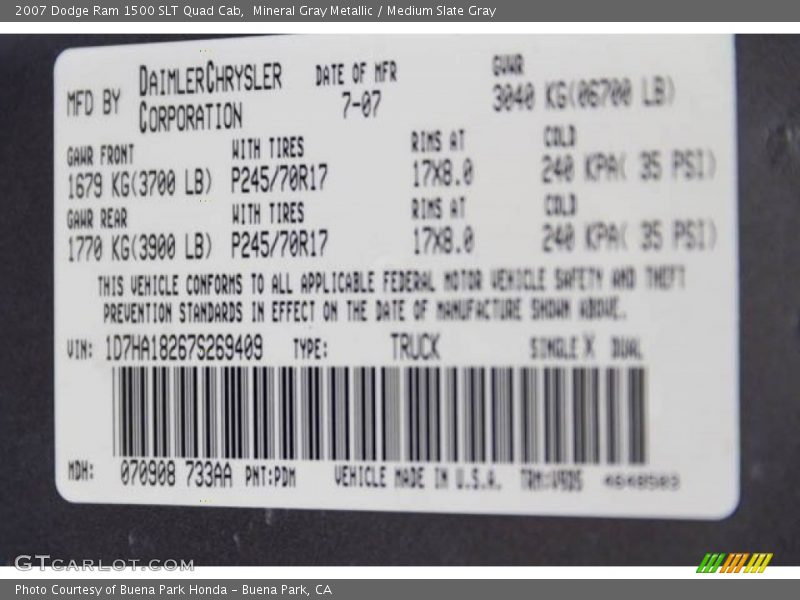 2007 Dodge Ram 1500 SLT Quad Cab, Mineral Gray Metallic / Medium Slate Gray
MFD BY DAIMLERCHRYSLER CORPORATION
DATE OF MFR 7-07
GVWR 3040 KG(06700 LB)
GAWR FRONT WITH TIRES RIMS AT COLD
1679 KG(3700 LB) P245/70R17 17X8.0 240 KPA( 35 PSI)
GAWR REAR WITH TIRES RIMS AT COLD
1770 KG(3900 LB) P245/70R17 17X8.0 240 KPA( 35 PSI)
THIS VEHICLE CONFORMS TO ALL APPLICABLE FEDERAL MOTOR VEHICLE SAFETY AND THEFT
PREVENTION STANDARDS IN EFFECT ON THE DATE OF MANUFACTURE SHOWN ABOVE.
VIN: 1D7HA18267S269409 TYPE: TRUCK SINGLE X DUAL
MDH: 070908 733AA PNT:PDM VEHICLE MADE IN U.S.A. TRM:V9D5
GTCARLOT.COM
Photo Courtesy of Buena Park Honda - Buena Park, CA